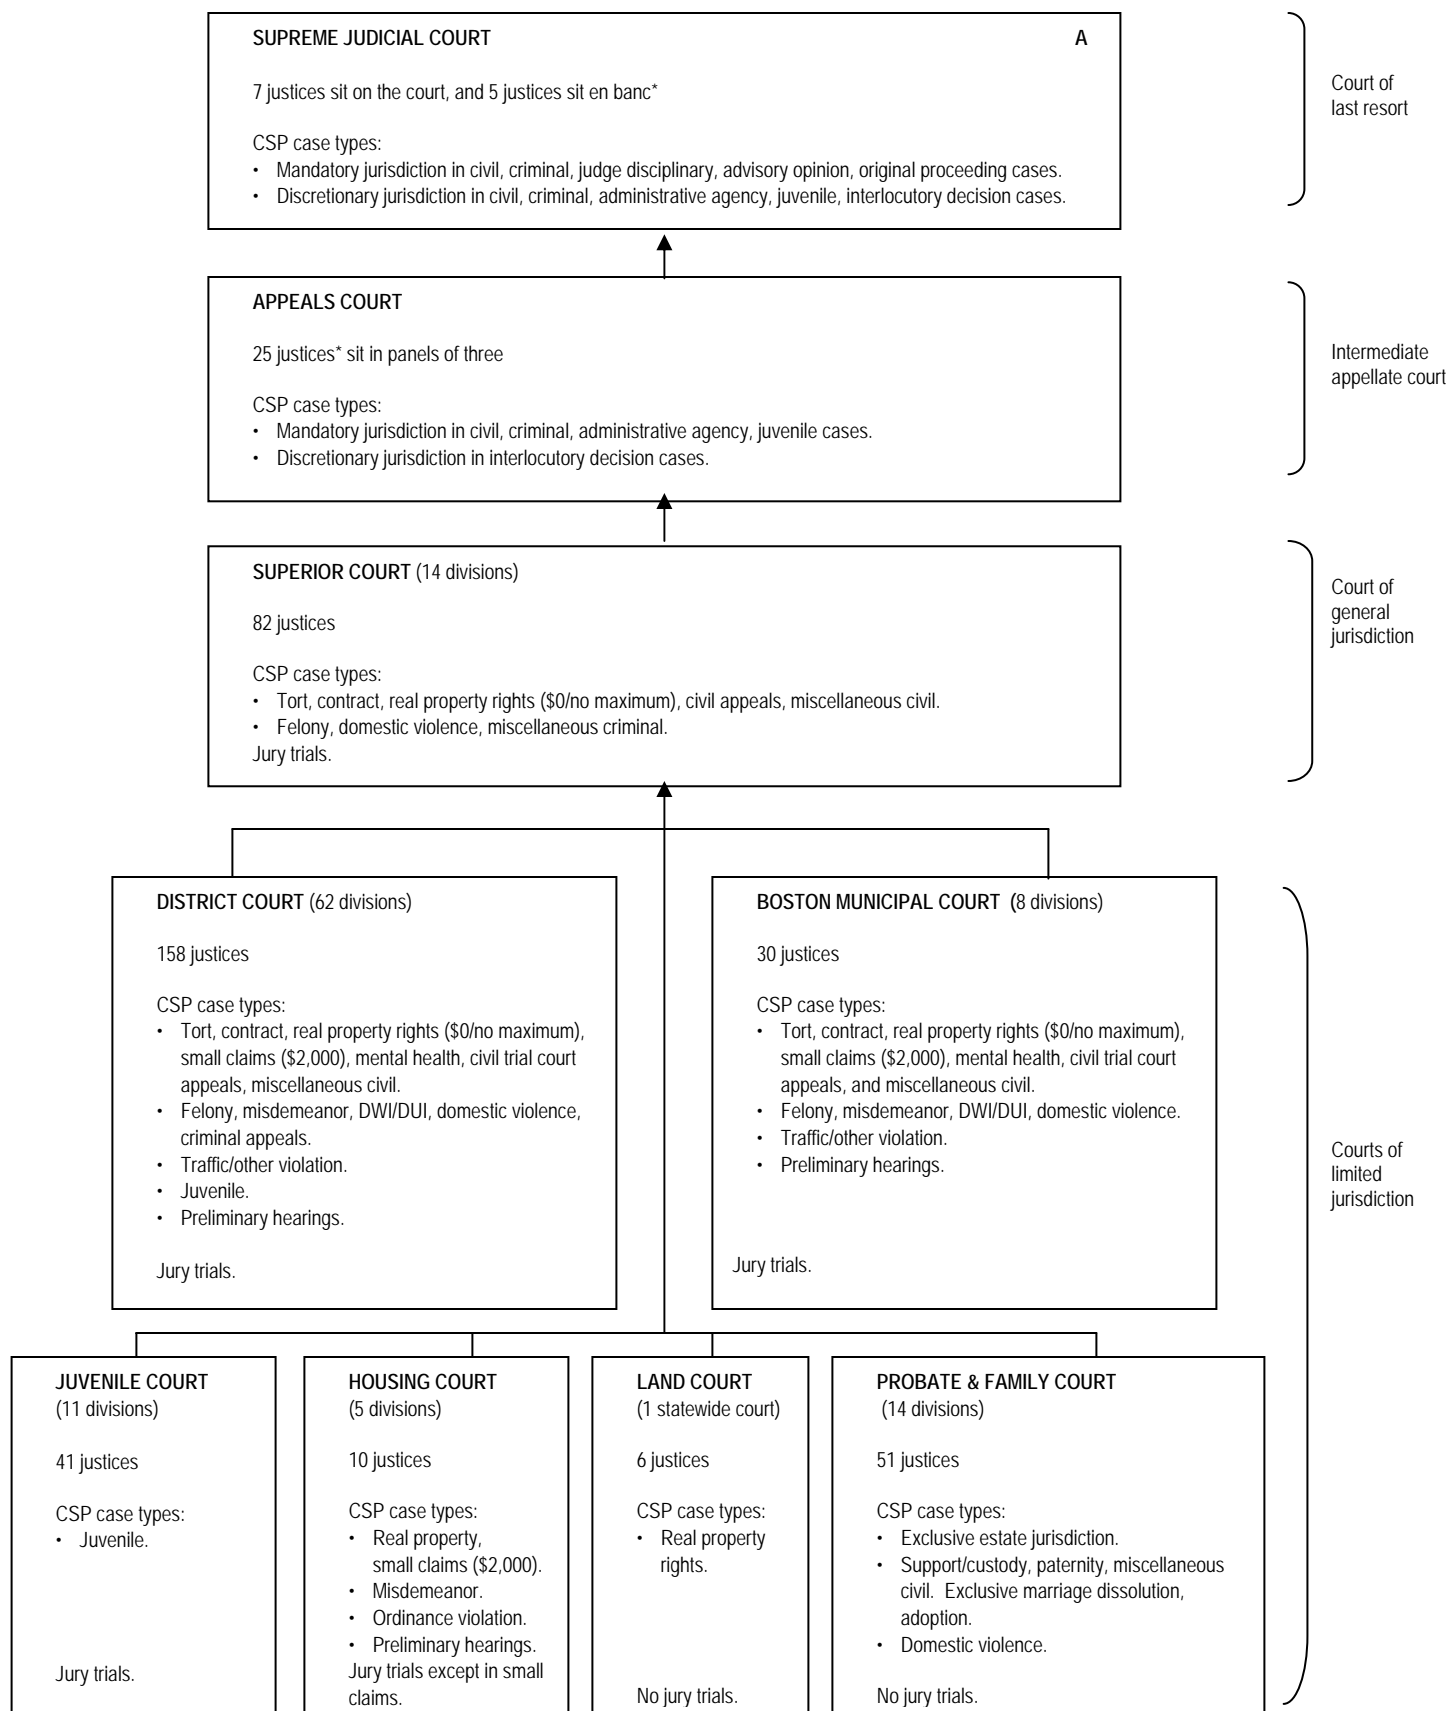 SUPREME JUDICIAL COURT A
7 justices sit on the court, and 5 justices sit en banc*
CSP case types:
• Mandatory jurisdiction in civil, criminal, judge disciplinary, advisory opinion, original proceeding cases.
• Discretionary jurisdiction in civil, criminal, administrative agency, juvenile, interlocutory decision cases.
Court of
last resort
APPEALS COURT
25 justices* sit in panels of three
CSP case types:
• Mandatory jurisdiction in civil, criminal, administrative agency, juvenile cases.
• Discretionary jurisdiction in interlocutory decision cases.
Intermediate
appellate court
SUPERIOR COURT (14 divisions)
82 justices
CSP case types:
• Tort, contract, real property rights ($0/no maximum), civil appeals, miscellaneous civil.
• Felony, domestic violence, miscellaneous criminal.
Jury trials.
Court of
general
jurisdiction
DISTRICT COURT (62 divisions)
158 justices
CSP case types:
• Tort, contract, real property rights ($0/no maximum),
small claims ($2,000), mental health, civil trial court
appeals, miscellaneous civil.
• Felony, misdemeanor, DWI/DUI, domestic violence,
criminal appeals.
• Traffic/other violation.
• Juvenile.
• Preliminary hearings.
Jury trials.
BOSTON MUNICIPAL COURT (8 divisions)
30 justices
CSP case types:
• Tort, contract, real property rights ($0/no maximum),
small claims ($2,000), mental health, civil trial court
appeals, and miscellaneous civil.
• Felony, misdemeanor, DWI/DUI, domestic violence.
• Traffic/other violation.
• Preliminary hearings.
Jury trials.
Courts of
limited
jurisdiction
JUVENILE COURT
(11 divisions)
41 justices
CSP case types:
• Juvenile.
Jury trials.
HOUSING COURT
(5 divisions)
10 justices
CSP case types:
• Real property,
small claims ($2,000).
• Misdemeanor.
• Ordinance violation.
• Preliminary hearings.
Jury trials except in small
claims.
LAND COURT
(1 statewide court)
6 justices
CSP case types:
• Real property
rights.
No jury trials.
PROBATE & FAMILY COURT
(14 divisions)
51 justices
CSP case types:
• Exclusive estate jurisdiction.
• Support/custody, paternity, miscellaneous
civil. Exclusive marriage dissolution,
adoption.
• Domestic violence.
No jury trials.